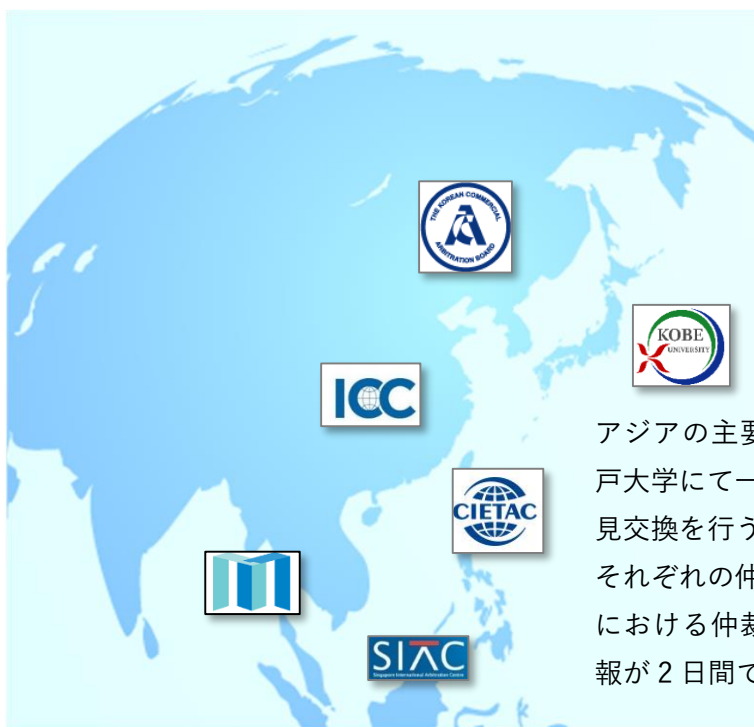 THE KOREAN COMMERCIAL
ARBITRATION BOARD
KOBE
UNIVERSITY
ICC
CIETAC
SIAC
Singapore International Arbitration Centre
アジアの主要
戸大学にて一
見交換を行う
それぞれの仲
における仲裁
報が2日間で